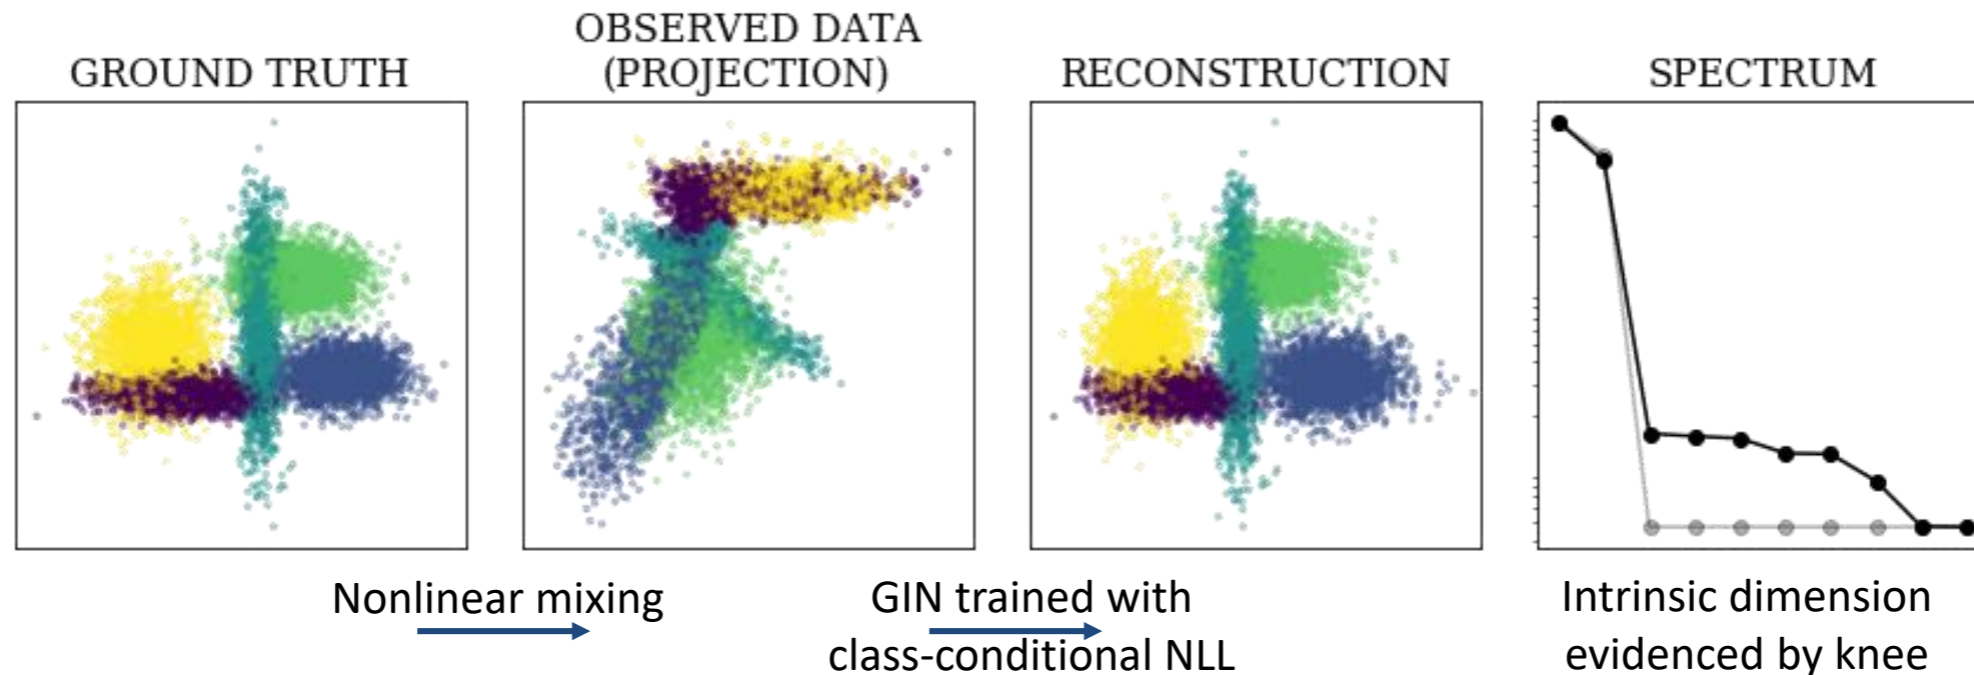 GROUND TRUTH
OBSERVED DATA
(PROJECTION)
RECONSTRUCTION
SPECTRUM
Nonlinear mixing
GIN trained with
class-conditional NLL
Intrinsic dimension
evidenced by knee